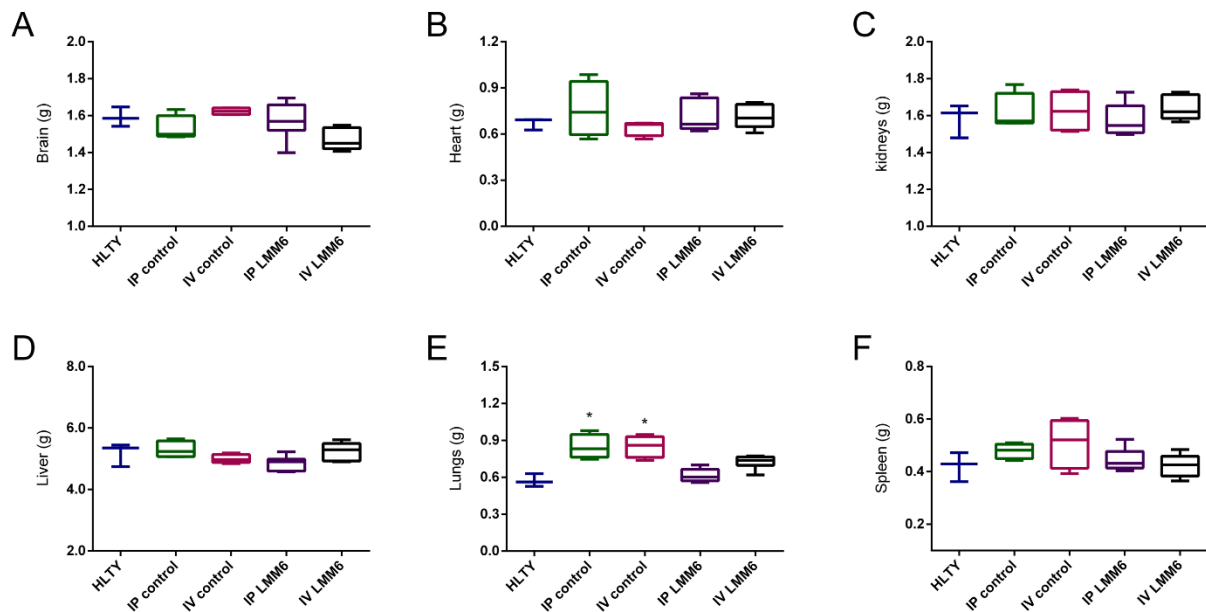 A
Brain (g)
2.0
1.8
1.6
1.4
1.2
1.0
HLTY
IP control
IV control
IP LMM6
IV LMM6
B
Heart (g)
1.2
0.9
0.6
0.3
0.0
HLTY
IP control
IV control
IP LMM6
IV LMM6
C
kidneys (g)
2.0
1.8
1.6
1.4
1.2
1.0
HLTY
IP control
IV control
IP LMM6
IV LMM6
D
Liver (g)
8.0
6.0
4.0
2.0
HLTY
IP control
IV control
IP LMM6
IV LMM6
E
Lungs (g)
1.5
1.2
0.9
0.6
0.3
0.0
* *
HLTY
IP control
IV control
IP LMM6
IV LMM6
F
Spleen (g)
0.8
0.6
0.4
0.2
HLTY
IP control
IV control
IP LMM6
IV LMM6